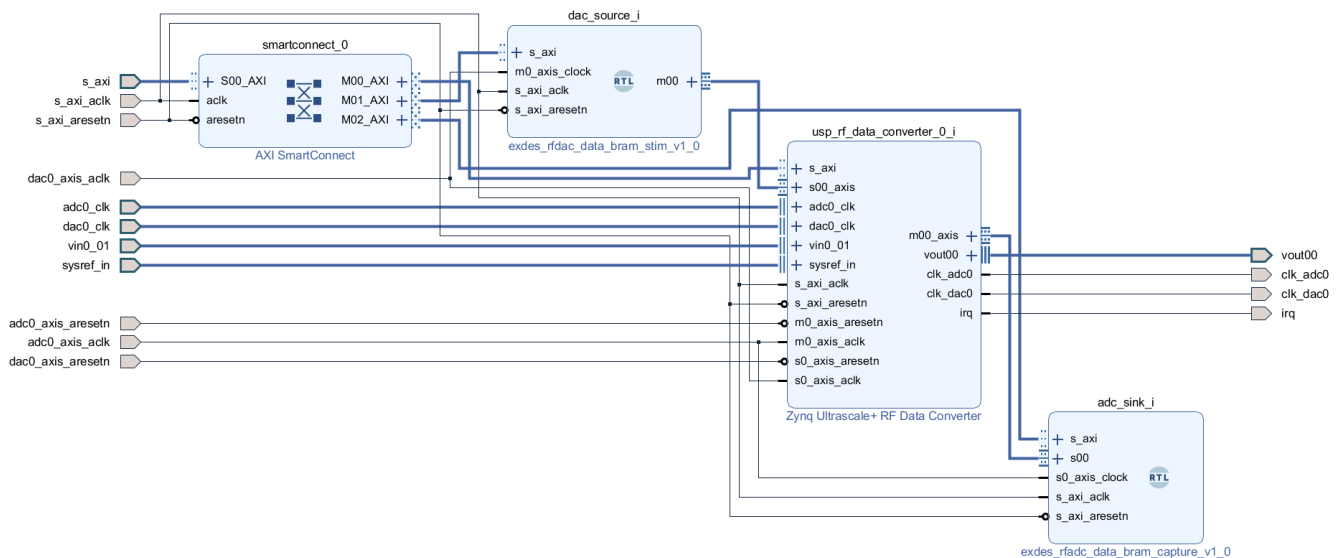 s_axi
s_axi_aclk
s_axi_aresetn
dac0_axis_aclk
adc0_clk
dac0_clk
vin0_01
sysref_in
adc0_axis_aresetn
adc0_axis_aclk
dac0_axis_aresetn
smartconnect_0
S00_AXI
aclk
aresetn
M00_AXI
M01_AXI
M02_AXI
AXI SmartConnect
dac_source_i
s_axi
m0_axis_clock
s_axi_aclk
s_axi_aresetn
RTL
m00
exdes_rfdac_data_bram_stim_v1_0
usp_rf_data_converter_0_i
s_axi
s00_axis
adc0_clk
dac0_clk
vin0_01
sysref_in
s_axi_aclk
s_axi_aresetn
m0_axis_aresetn
m0_axis_aclk
s0_axis_aresetn
s0_axis_aclk
m00_axis
vout00
clk_adc0
clk_dac0
irq
Zynq Ultrascale+ RF Data Converter
adc_sink_i
s_axi
s00
s0_axis_clock
s_axi_aclk
s_axi_aresetn
RTL
exdes_rfadc_data_bram_capture_v1_0
vout00
clk_adc0
clk_dac0
irq